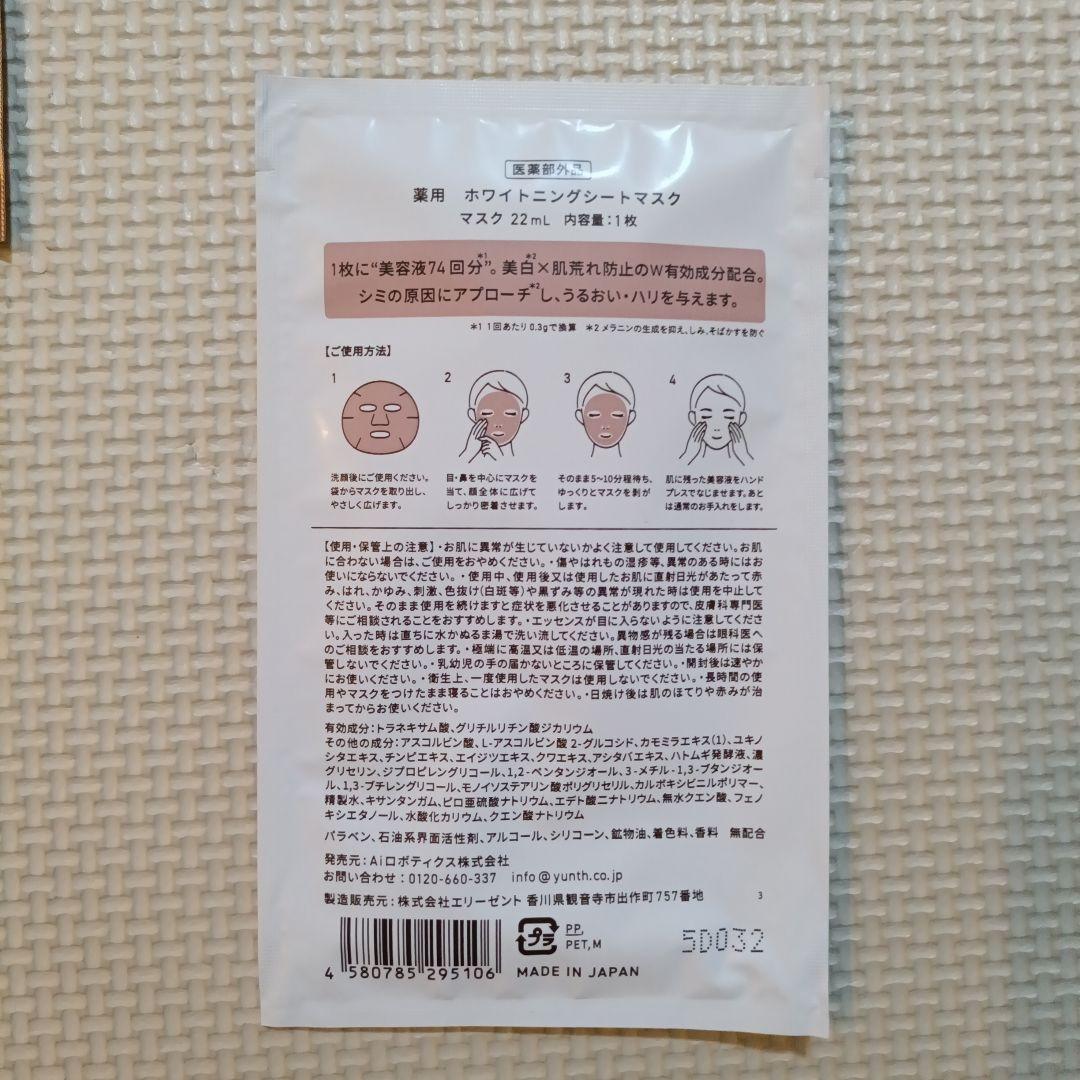 医薬部外品
薬用 ホワイトニングシートマスク
マスク 22mL 内容量：1枚
1枚に“美容液74回分*1”。美白*2×肌荒れ防止のW有効成分配合。
シミの原因にアプローチ*2し、うるおい・ハリを与えます。
*1 1回あたり0.3gで換算 *2 メラニンの生成を抑え、しみ、そばかすを防ぐ
【ご使用方法】
1 2 3 4
洗顔後にご使用ください。
袋からマスクを取り出し、
やさしく広げます。
目・鼻を中心にマスクを
当て、顔全体に広げて
しっかり密着させます。
そのまま5~10分程待ち、
ゆっくりとマスクを剥が
します。
肌に残った美容液をハンド
プレスでなじませます。あと
は通常のお手入れをします。
【使用・保管上の注意】・お肌に異常が生じていないかよく注意して使用してください。お肌
に合わない場合は、ご使用をおやめください。・傷やはれもの湿疹等、異常のある時にはお
使いにならないでください。・使用中、使用後又は使用したお肌に直射日光があたって赤
み、はれ、かゆみ、刺激、色抜け(白斑等)や黒ずみ等の異常が現れた時は使用を中止して
ください。そのまま使用を続けますと症状を悪化させることがありますので、皮膚科専門医
等にご相談されることをおすすめします。・エッセンスが目に入らないように注意してくださ
い。入った時は直ちに水かぬるま湯で洗い流してください。異物感が残る場合は眼科医へ
のご相談をおすすめします。・極端に高温又は低温の場所、直射日光の当たる場所には保
管しないでください。・乳幼児の手の届かないところに保管してください。・開封後は速やか
にお使いください。・衛生上、一度使用したマスクは使用しないでください。・長時間の使
用やマスクをつけたまま寝ることはおやめください。・日焼け後は肌のほてりや赤みが治
まってからお使いください。
有効成分：トラネキサム酸、グリチルリチン酸ジカリウム
その他の成分：アスコルビン酸、L-アスコルビン酸 2-グルコシド、カモミラエキス(1)、ユキノ
シタエキス、チンピエキス、エイジツエキス、クワエキス、アシタバエキス、ハトムギ発酵液、濃
グリセリン、ジプロピレングリコール、1,2-ペンタンジオール、3-メチル-1,3-ブタンジオー
ル、1,3-ブチレングリコール、モノイソステアリン酸ポリグリセリル、カルボキシビニルポリマー、
精製水、キサンタンガム、ピロ亜硫酸ナトリウム、エデト酸二ナトリウム、無水クエン酸、フェノ
キシエタノール、水酸化カリウム、クエン酸ナトリウム
パラベン、石油系界面活性剤、アルコール、シリコーン、鉱物油、着色料、香料 無配合
発売元：Aiロボティクス株式会社
お問い合わせ：0120-660-337 info@yunth.co.jp
製造販売元：株式会社エリーゼント 香川県観音寺市出作町757番地 3
4 580785 295106
プラ
PP,
PET,M
MADE IN JAPAN
5D032